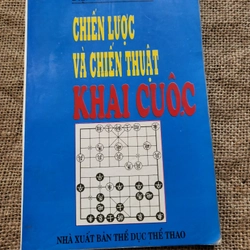 CHIẾN LƯỢC
VÀ CHIẾN THUẬT
KHAI CUỘC
NHÀ XUẤT BẢN THỂ DỤC THỂ THAO